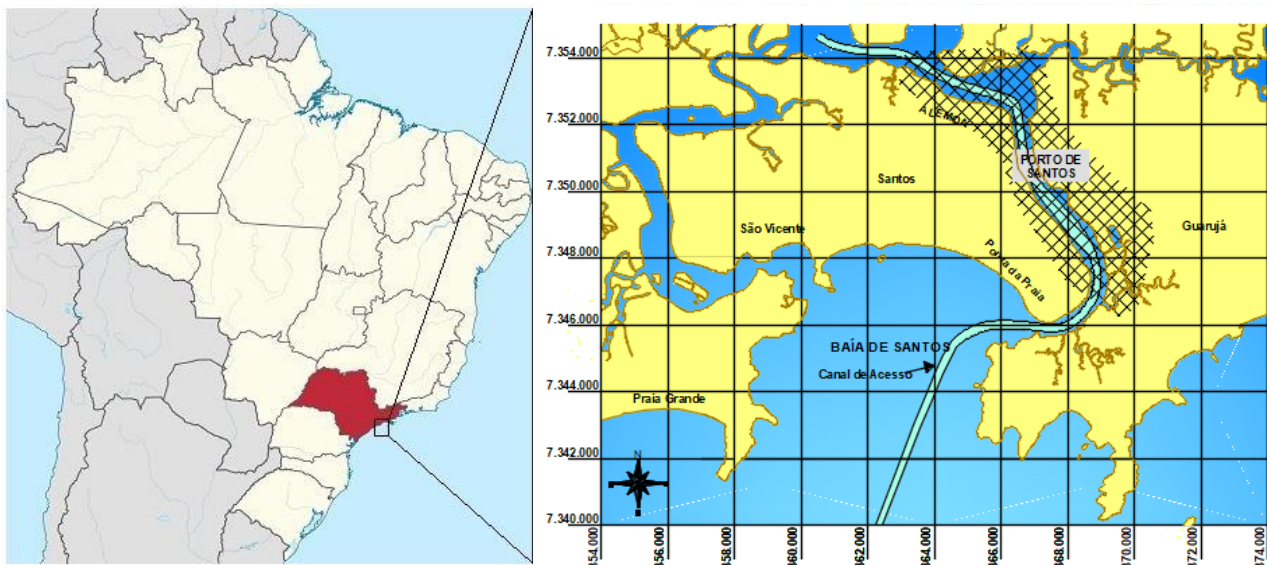 7.354.000
7.352.000
7.350.000
7.348.000
7.346.000
7.344.000
7.342.000
7.340.000
ALEMOA
PORTO DE
SANTOS
Santos
Guarujá
São Vicente
Ponta da Praia
BAÍA DE SANTOS
Canal de Acesso
Praia Grande
N
354.000
356.000
358.000
360.000
362.000
364.000
366.000
368.000
370.000
372.000
374.000